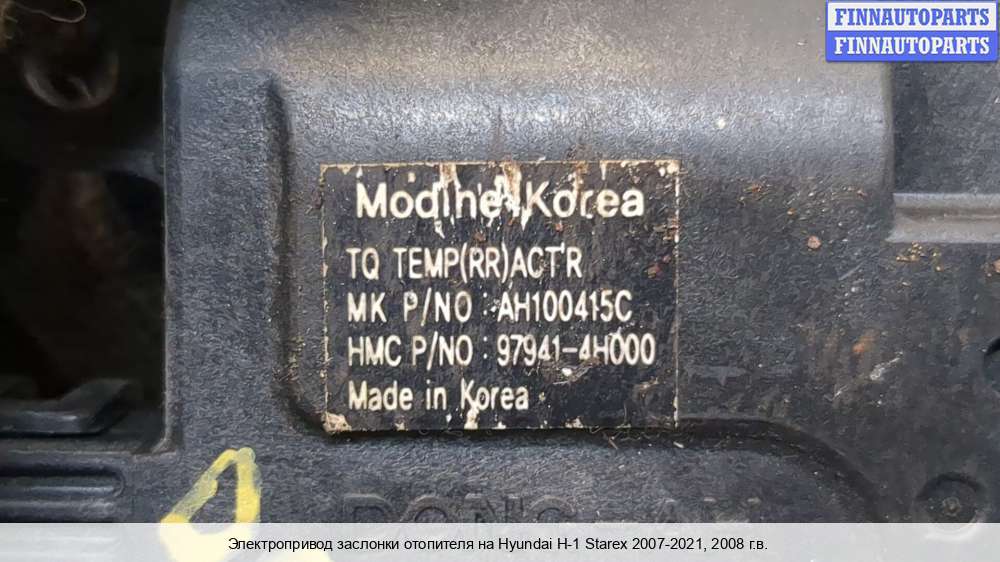 FINNAUTOPARTS
FINNAUTOPARTS
Modine Korea
TQ TEMP(RR)ACT'R
MK P/NO : AH100415C
HMC P/NO : 97941-4H000
Made in Korea
Электропривод заслонки отопителя на Hyundai H-1 Starex 2007-2021, 2008 г.в.